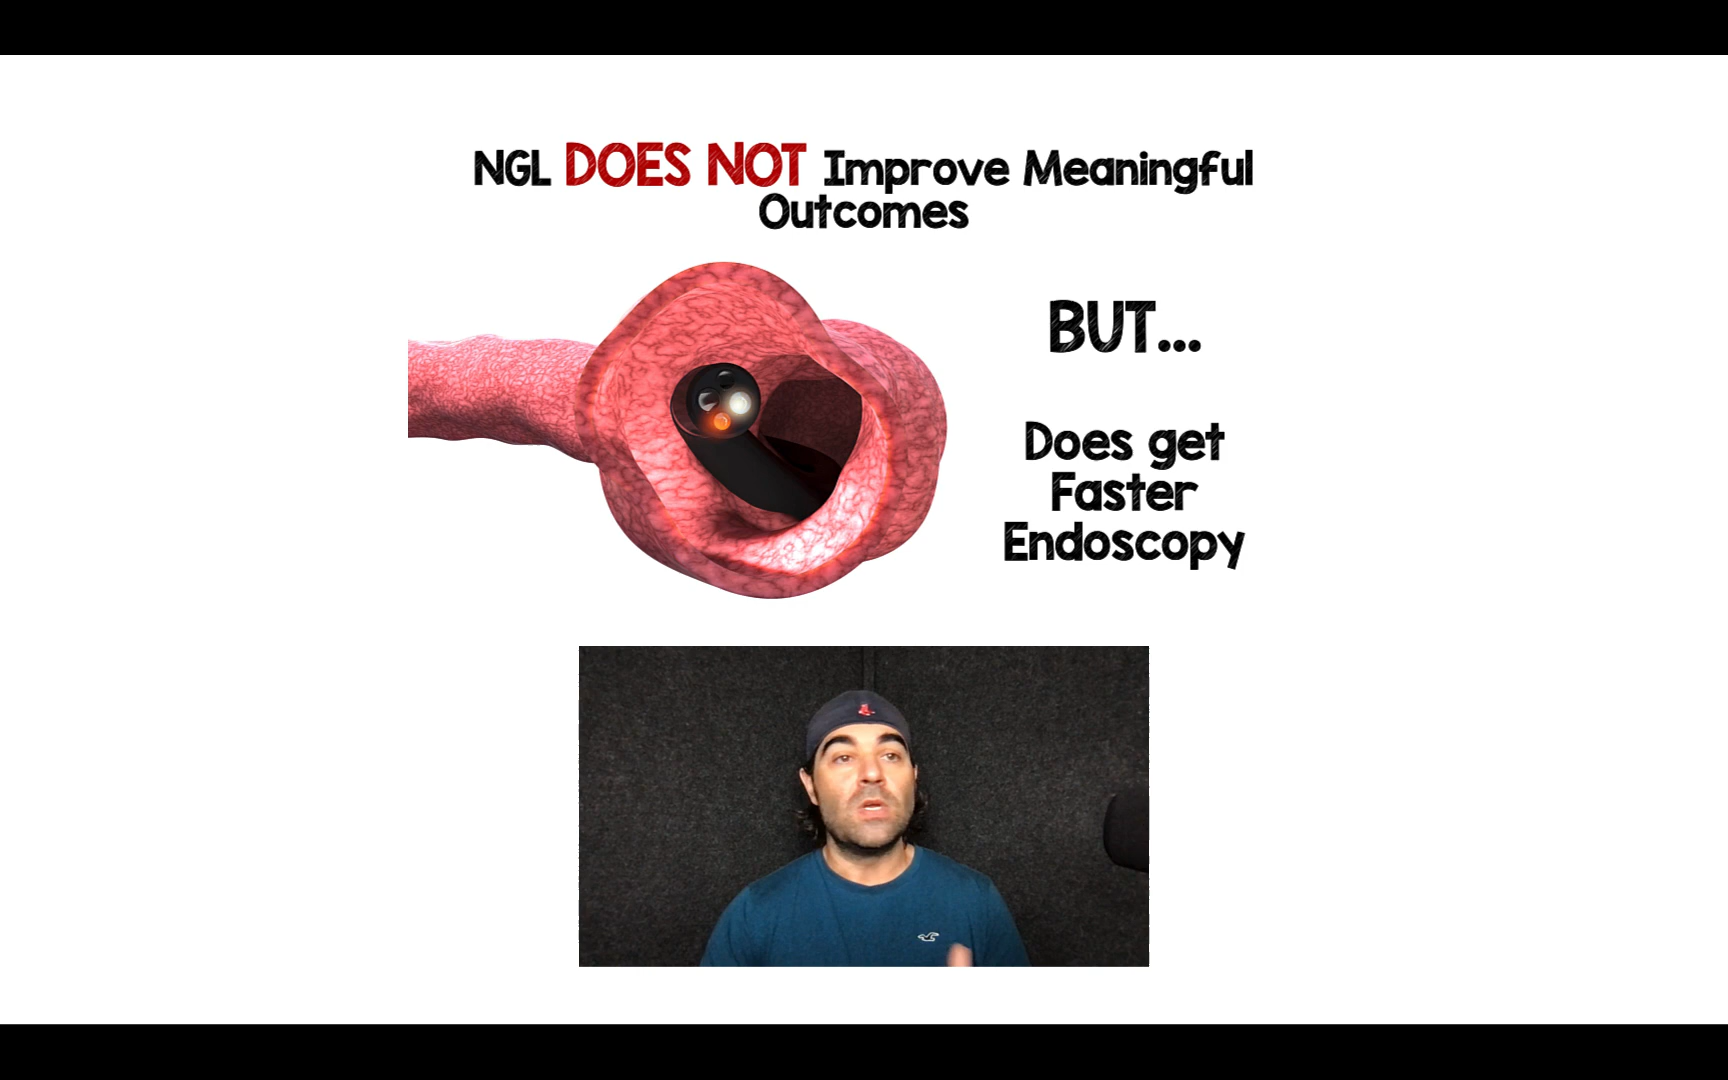 NGL DOES NOT Improve Meaningful
Outcomes
BUT...
Does get
Faster
Endoscopy